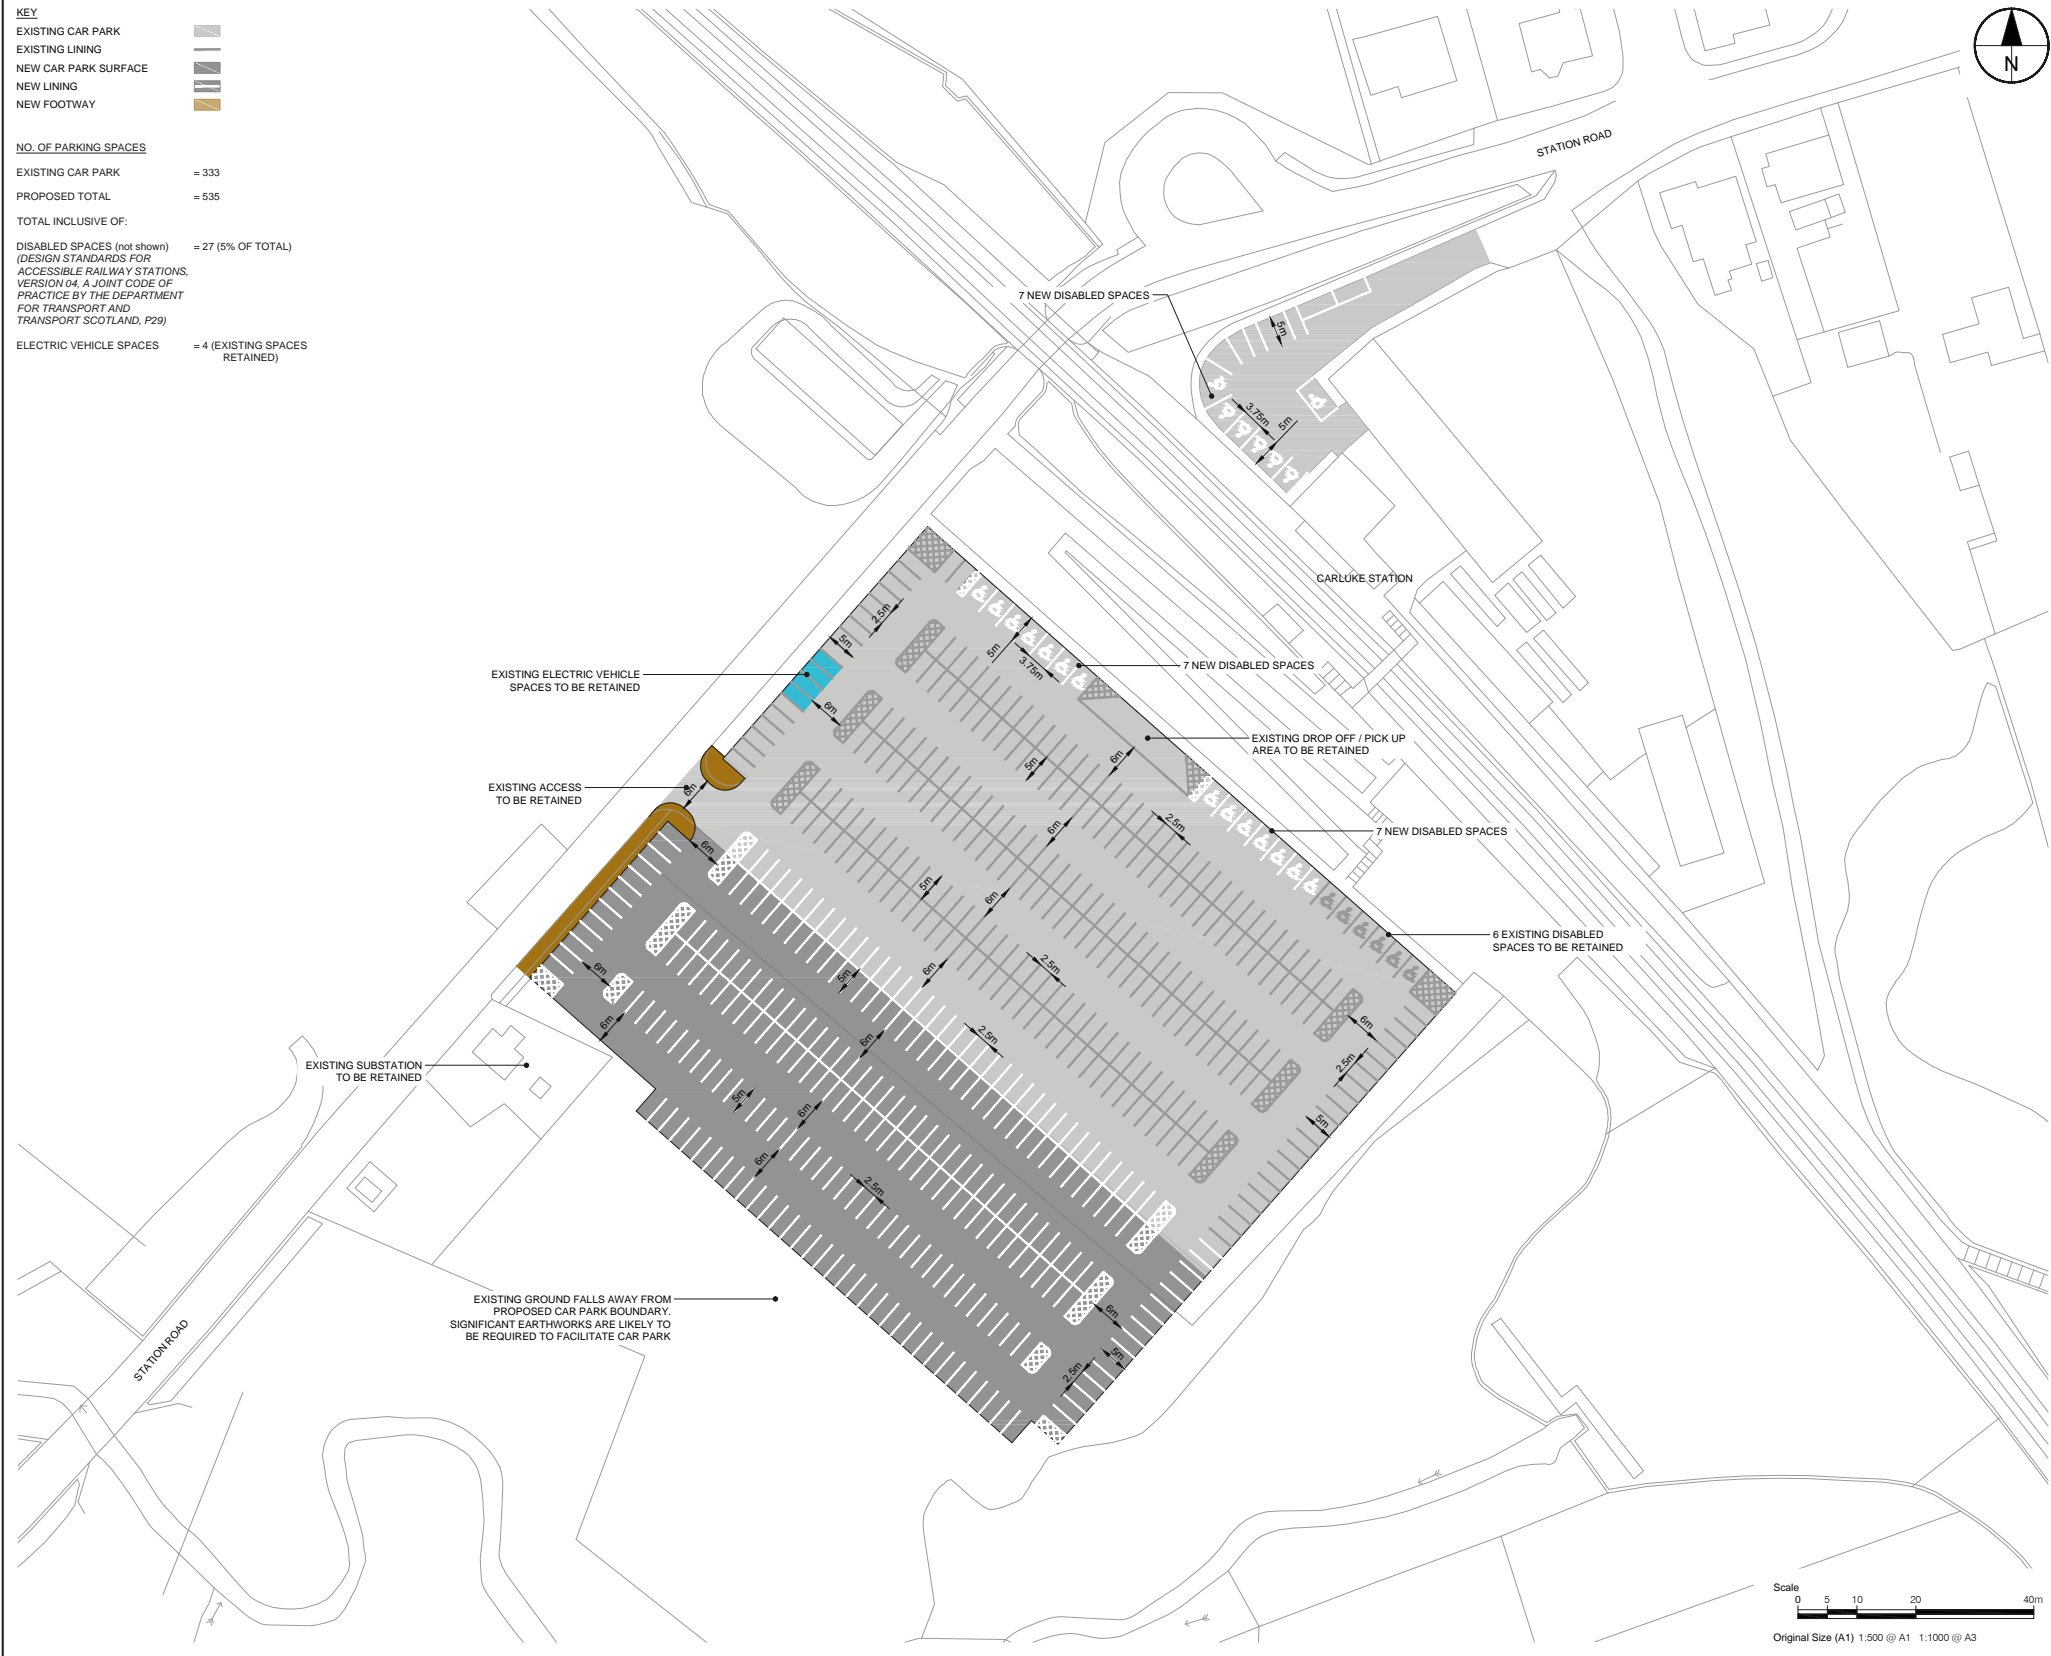 KEY
EXISTING CAR PARK
EXISTING LINING
NEW CAR PARK SURFACE
NEW LINING
NEW FOOTWAY
NO. OF PARKING SPACES
EXISTING CAR PARK = 333
PROPOSED TOTAL = 535
TOTAL INCLUSIVE OF:
DISABLED SPACES (not shown) = 27 (5% OF TOTAL)
(DESIGN STANDARDS FOR
ACCESSIBLE RAILWAY STATIONS,
VERSION 04, A JOINT CODE OF
PRACTICE BY THE DEPARTMENT
FOR TRANSPORT AND
TRANSPORT SCOTLAND, P29)
ELECTRIC VEHICLE SPACES = 4 (EXISTING SPACES
RETAINED)
N
STATION ROAD
7 NEW DISABLED SPACES
5m
3.75m
5m
CARLUKE STATION
2.5m
5m
5m
3.75m
7 NEW DISABLED SPACES
EXISTING ELECTRIC VEHICLE
SPACES TO BE RETAINED
6m
EXISTING DROP OFF / PICK UP
AREA TO BE RETAINED
5m
6m
EXISTING ACCESS
TO BE RETAINED
6m
6m
2.5m
7 NEW DISABLED SPACES
6m
5m
6m
6 EXISTING DISABLED
SPACES TO BE RETAINED
6m
5m
6m
2.5m
6m
6m
2.5m
6m
2.5m
EXISTING SUBSTATION
TO BE RETAINED
5m
6m
5m
6m
2.5m
EXISTING GROUND FALLS AWAY FROM
PROPOSED CAR PARK BOUNDARY.
SIGNIFICANT EARTHWORKS ARE LIKELY TO
BE REQUIRED TO FACILITATE CAR PARK
6m
5m
2.5m
STATION ROAD
Scale
0 5 10 20 40m
Original Size (A1) 1:500 @ A1 1:1000 @ A3